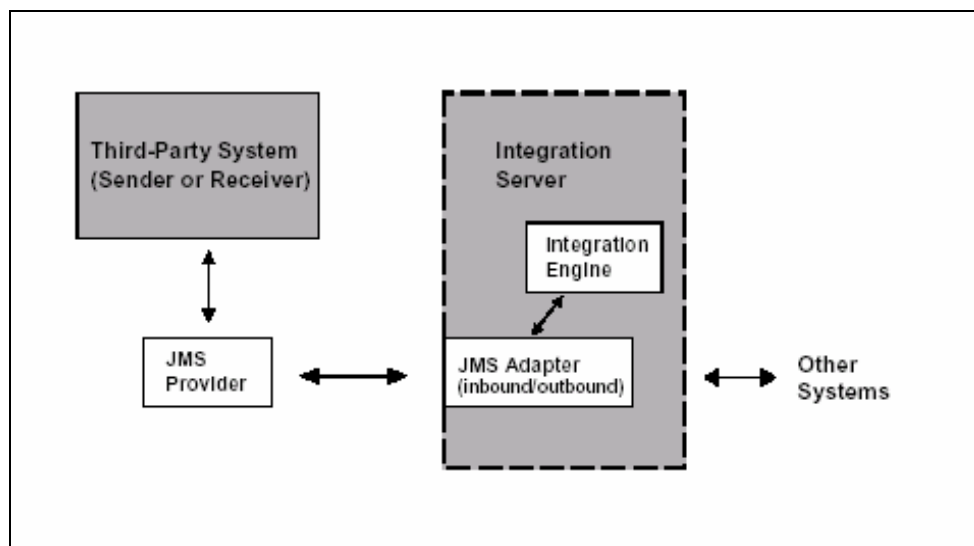 Third-Party System
(Sender or Receiver)
Integration
Server
Integration
Engine
JMS
Provider
JMS Adapter
(inbound/outbound)
Other
Systems